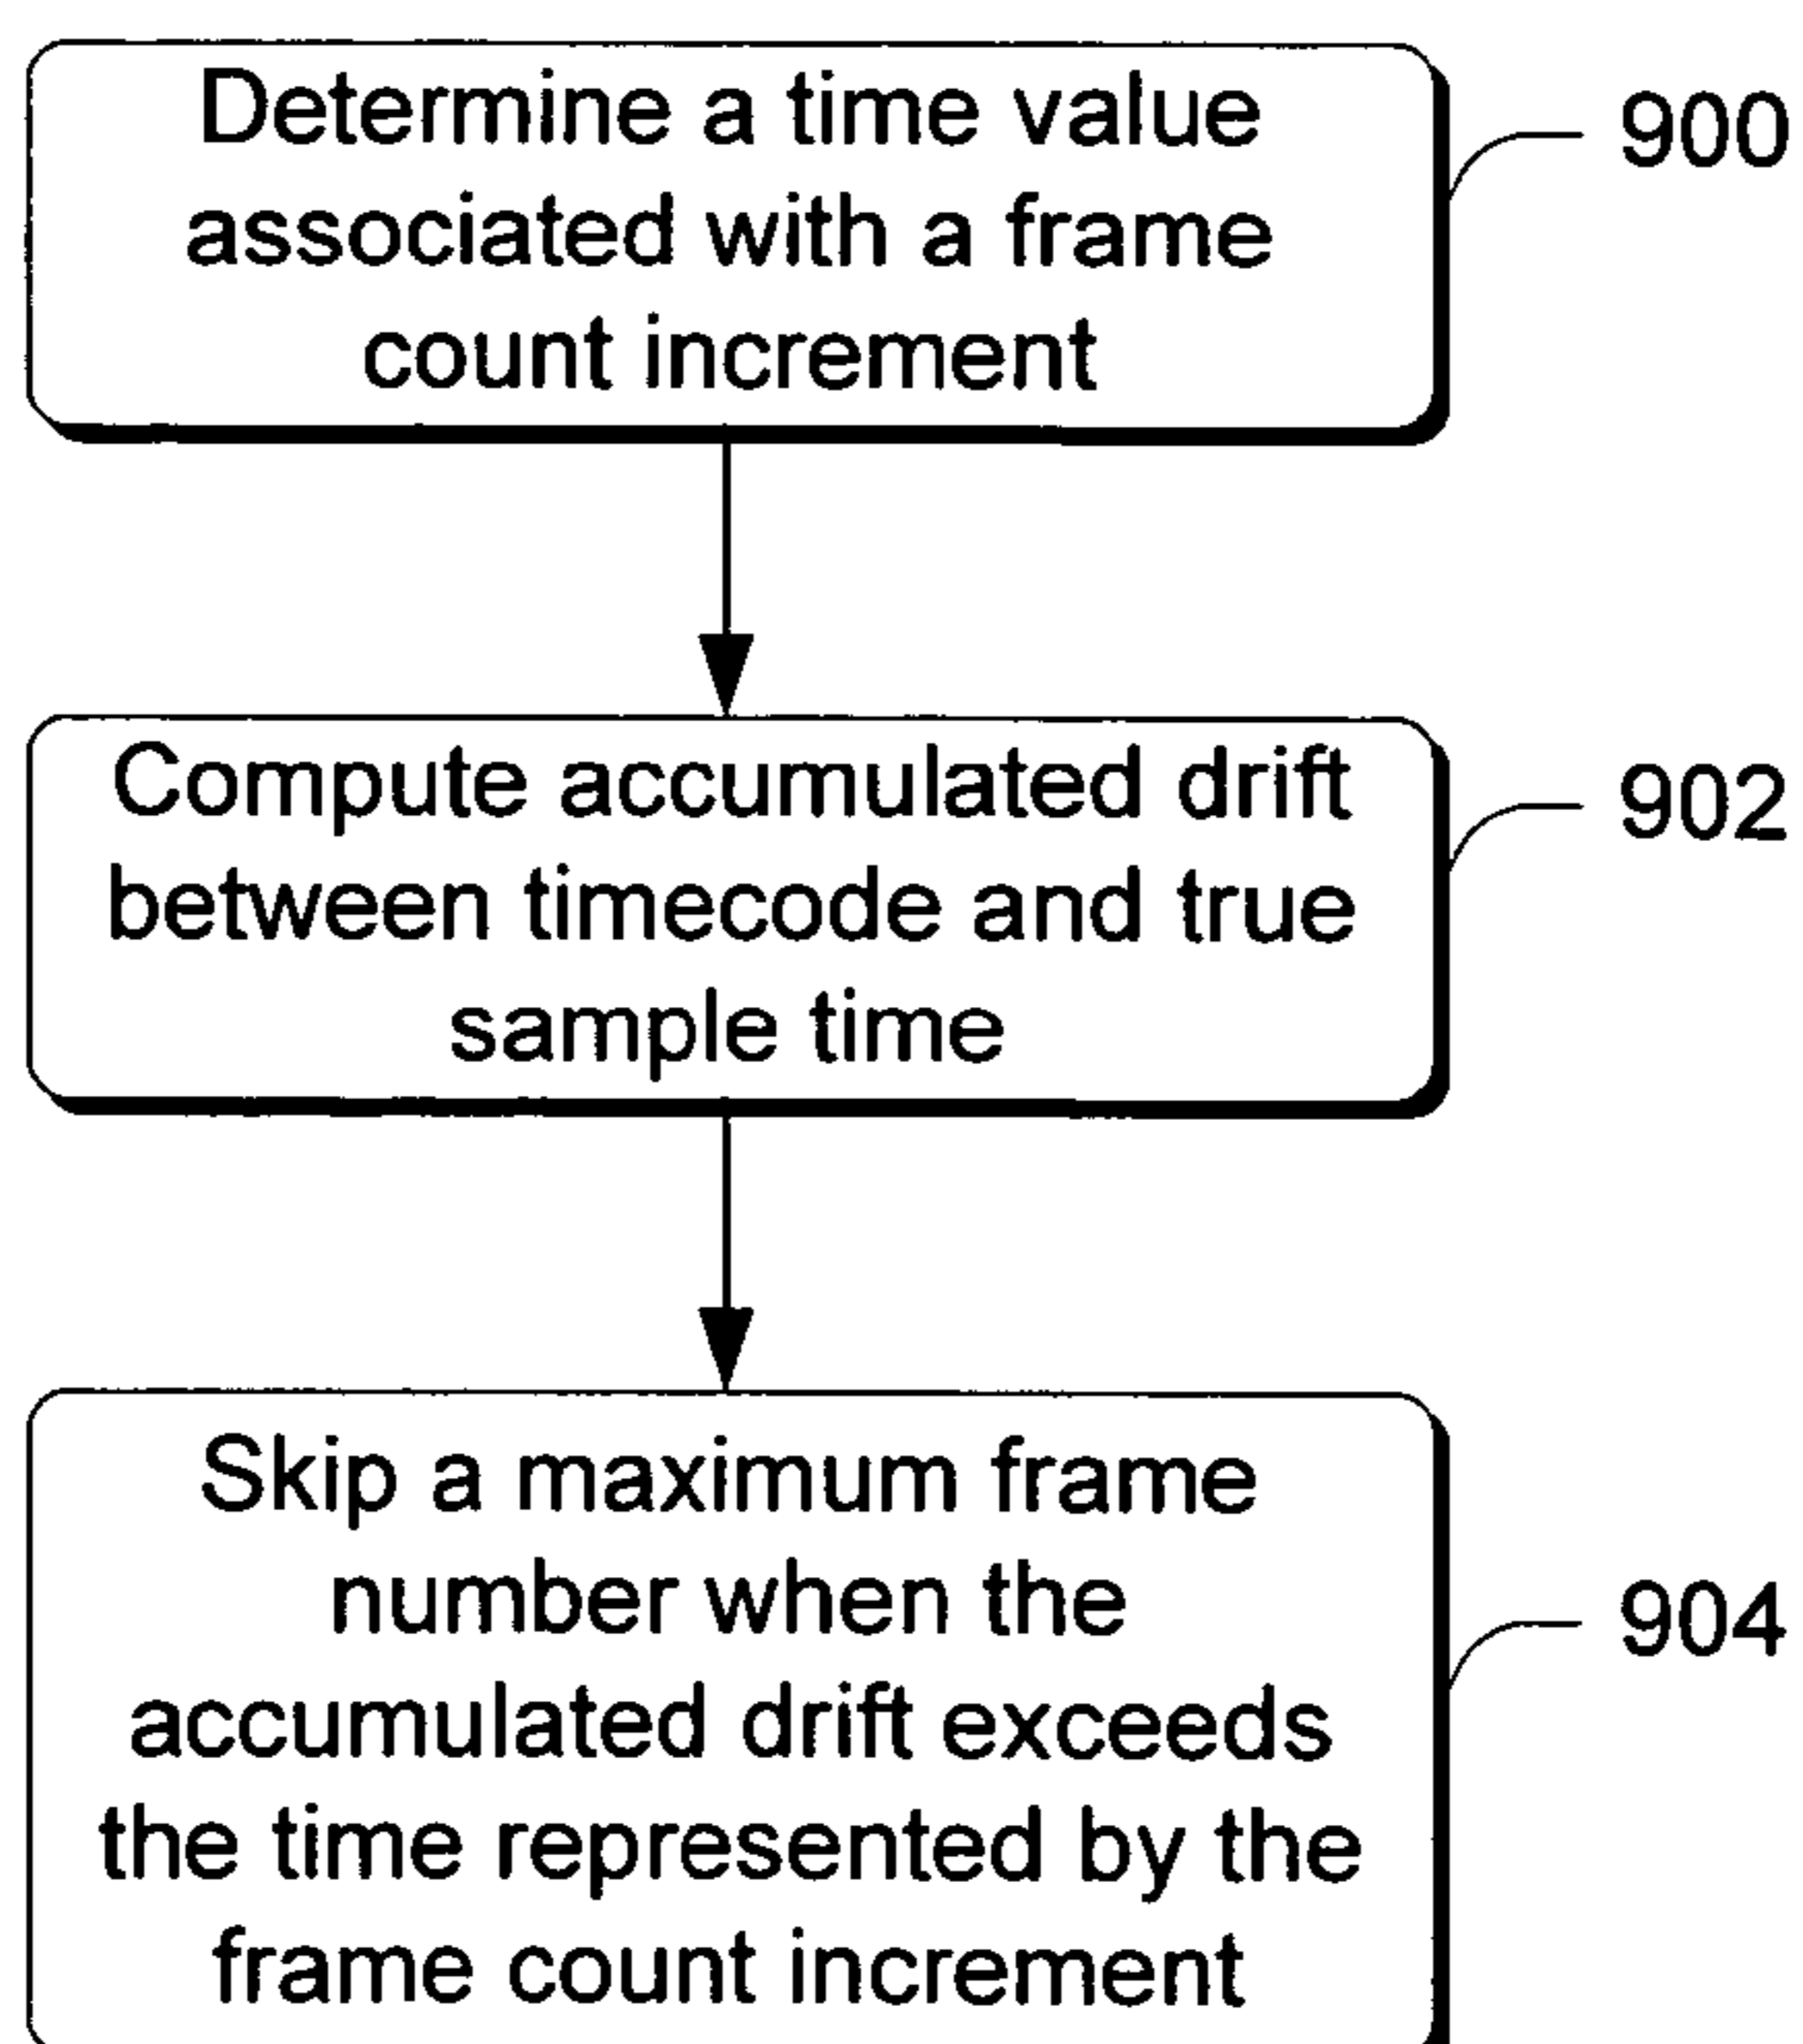 Determine a time value
associated with a frame
count increment
900
Compute accumulated drift
between timecode and true
sample time
902
Skip a maximum frame
number when the
accumulated drift exceeds
the time represented by the
frame count increment
904